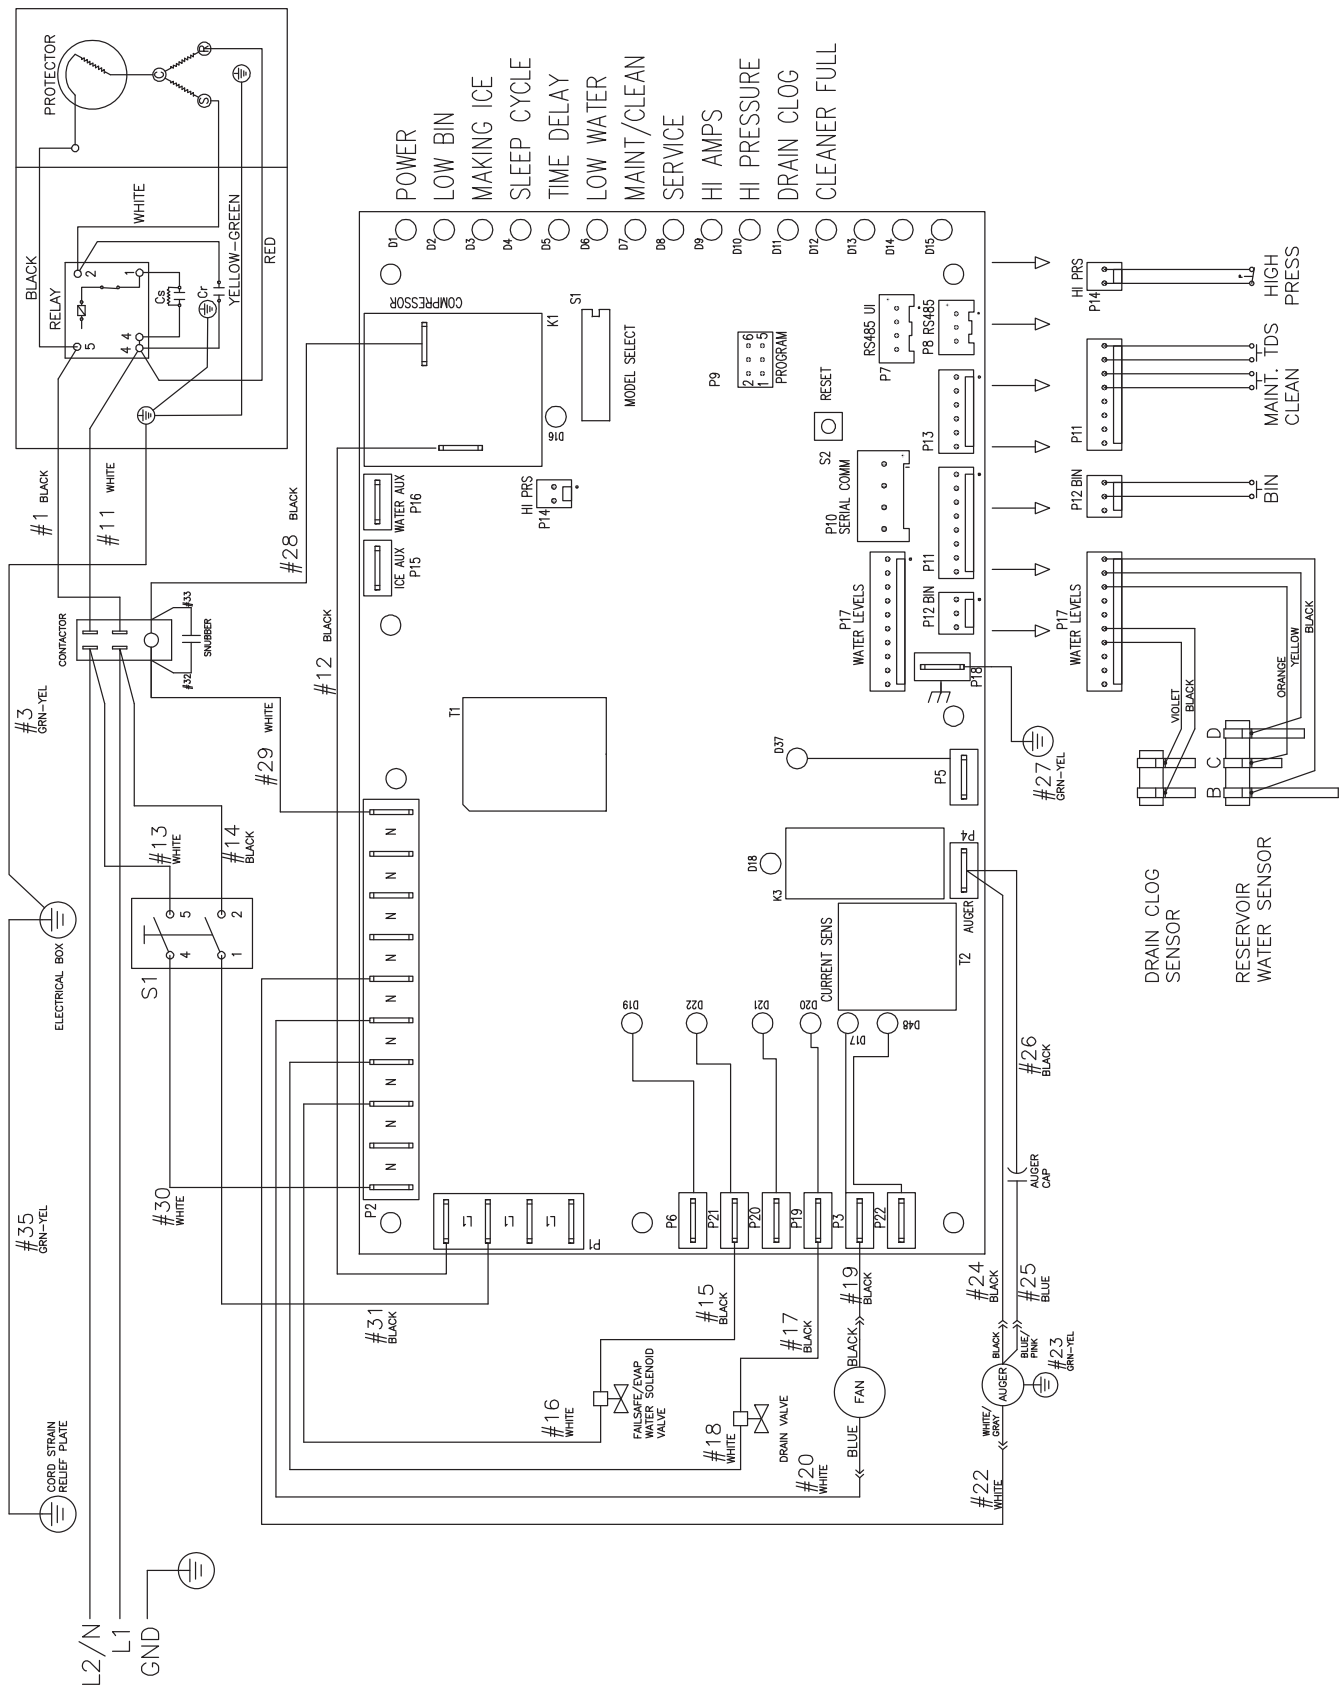 L2/N
L1
GND
CORD STRAIN
RELIEF PLATE
#35
GRN-YEL
ELECTRICAL BOX
#3
GRN-YEL
#30
WHITE
S1
4
5
1
2
#13
WHITE
#14
BLACK
CONTACTOR
#32
#33
SNUBBER
#29
WHITE
#28
BLACK
#12
BLACK
#1 BLACK
#11 WHITE
PROTECTOR
C
R
S
BLACK
RELAY
WHITE
5
2
1
4
4
Cs
Cr
YELLOW-GREEN
RED
#31
BLACK
P2
N
N
N
N
N
N
N
N
N
P1
L1
L1
L1
T1
ICE AUX
P15
WATER AUX
P16
COMPRESSOR
K1
D16
HI PRS
P14
S1
MODEL SELECT
P9
2
6
1
5
PROGRAM
S2
RESET
P10
SERIAL COMM
RS485 UI
P7
P8 RS485
P13
P11
P12 BIN
P17
WATER LEVELS
P18
D37
P5
D18
K3
P4
AUGER
CURRENT SENS
T2
D19
D22
D21
D20
D17
D48
P6
P21
P20
P19
P3
P22
D1
D2
D3
D4
D5
D6
D7
D8
D9
D10
D11
D12
D13
D14
D15
POWER
LOW BIN
MAKING ICE
SLEEP CYCLE
TIME DELAY
LOW WATER
MAINT/CLEAN
SERVICE
HI AMPS
HI PRESSURE
DRAIN CLOG
CLEANER FULL
#15
BLACK
#16
WHITE
FAILSAFE/EVAP
WATER SOLENOID
VALVE
#17
BLACK
#18
WHITE
DRAIN VALVE
#19
BLACK
BLACK
FAN
BLUE
#20
WHITE
#22
WHITE
WHITE/
GRAY
AUGER
BLACK
BLUE/
PINK
#23
GRN-YEL
#24
BLACK
#25
BLUE
AUGER
CAP
#26
BLACK
#27
GRN-YEL
DRAIN CLOG
SENSOR
RESERVOIR
WATER SENSOR
B
C
D
VIOLET
BLACK
ORANGE
YELLOW
BLACK
P17
WATER LEVELS
P12 BIN
BIN
P11
MAINT.
CLEAN
TDS
HI PRS
P14
HIGH
PRESS